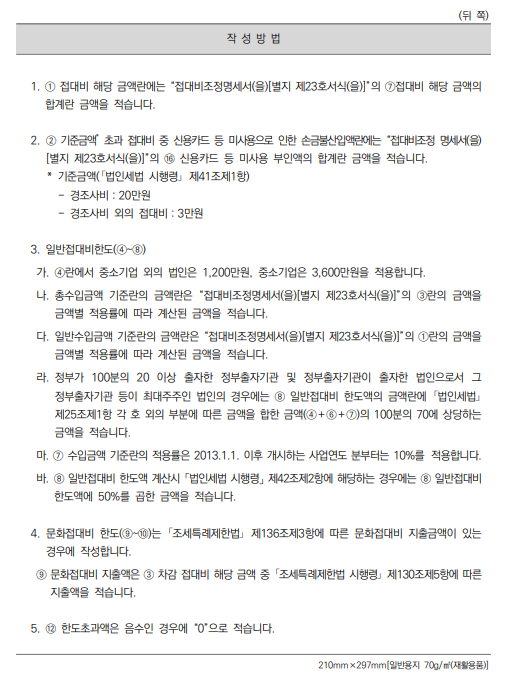 (뒤 쪽)
작 성 방 법
1. ① 접대비 해당 금액란에는 "접대비조정명세서(을)[별지 제23호서식(을)]"의 ⑦접대비 해당 금액의
합계란 금액을 적습니다.
2. ② 기준금액* 초과 접대비 중 신용카드 등 미사용으로 인한 손금불산입액란에는 "접대비조정 명세서(을)
[별지 제23호서식(을)]"의 ⑯ 신용카드 등 미사용 부인액의 합계란 금액을 적습니다.
* 기준금액(「법인세법 시행령」 제41조제1항)
- 경조사비 : 20만원
- 경조사비 외의 접대비 : 3만원
3. 일반접대비한도(④~⑧)
가. ④란에서 중소기업 외의 법인은 1,200만원, 중소기업은 3,600만원을 적용합니다.
나. 총수입금액 기준란의 금액란은 "접대비조정명세서(을)[별지 제23호서식(을)]"의 ③란의 금액을
금액별 적용률에 따라 계산된 금액을 적습니다.
다. 일반수입금액 기준란의 금액란은 "접대비조정명세서(을)[별지 제23호서식(을)]"의 ①란의 금액을
금액별 적용률에 따라 계산된 금액을 적습니다.
라. 정부가 100분의 20 이상 출자한 정부출자기관 및 정부출자기관이 출자한 법인으로서 그
정부출자기관 등이 최대주주인 법인의 경우에는 ⑧ 일반접대비 한도액의 금액란에 「법인세법」
제25조제1항 각 호 외의 부분에 따른 금액을 합한 금액(④+⑥+⑦)의 100분의 70에 상당하는
금액을 적습니다.
마. ⑦ 수입금액 기준란의 적용률은 2013.1.1. 이후 개시하는 사업연도 분부터는 10%를 적용합니다.
바. ⑧ 일반접대비 한도액 계산시 「법인세법 시행령」 제42조제2항에 해당하는 경우에는 ⑧ 일반접대비
한도액에 50%를 곱한 금액을 적습니다.
4. 문화접대비 한도(⑨~⑩)는 「조세특례제한법」 제136조제3항에 따른 문화접대비 지출금액이 있는
경우에 작성합니다.
⑨ 문화접대비 지출액은 ③ 차감 접대비 해당 금액 중 「조세특례제한법 시행령」 제130조제5항에 따른
지출액을 적습니다.
5. ⑫ 한도초과액은 음수인 경우에 "0"으로 적습니다.
210mm×297mm[일반용지 70g/㎡(재활용품)]